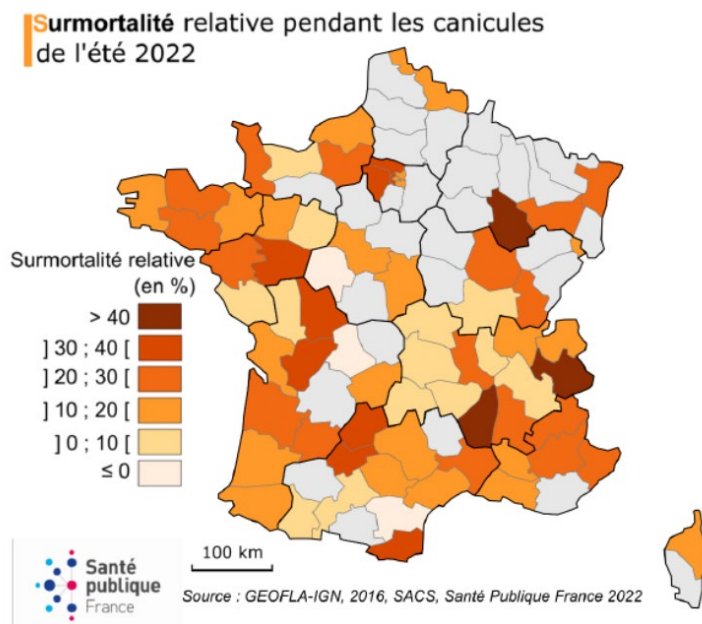 Surmortalité relative pendant les canicules
de l'été 2022
Surmortalité relative
(en %)
> 40
] 30 ; 40 [
] 20 ; 30 [
] 10 ; 20 [
] 0 ; 10 [
≤ 0
100 km
Santé
publique
France
Source : GEOFLA-IGN, 2016, SACS, Santé Publique France 2022